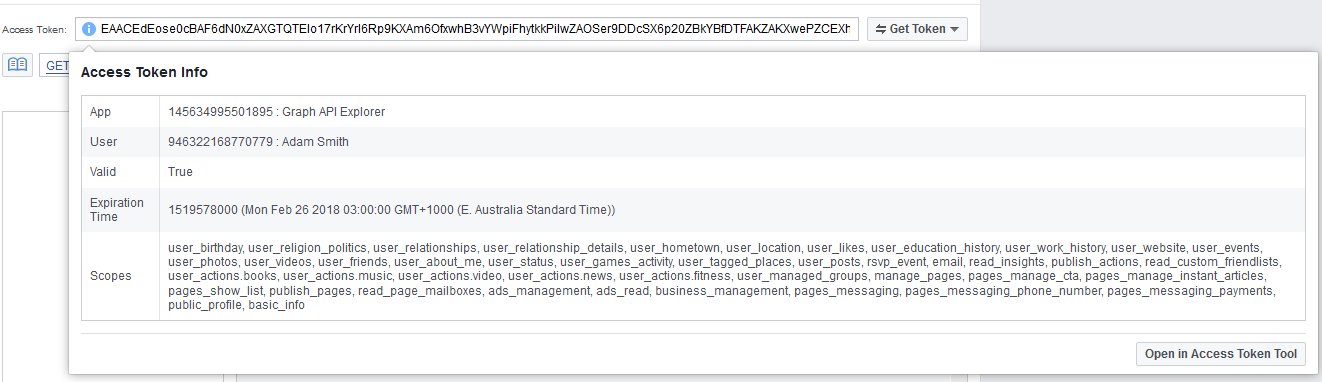 Access Token:
EAACEdEose0cBAF6dN0xZAXGTQTElo17rKrYrI6Rp9KXAm6OfxwhB3vYWpiFhytkkPiIwZAOSer9DDcSX6p20ZBkYBfDTFAKZAKXwePZCEXh
Get Token
GET
Access Token Info
App
145634995501895 : Graph API Explorer
User
946322168770779 : Adam Smith
Valid
True
Expiration
Time
1519578000 (Mon Feb 26 2018 03:00:00 GMT+1000 (E. Australia Standard Time))
Scopes
user_birthday, user_religion_politics, user_relationships, user_relationship_details, user_hometown, user_location, user_likes, user_education_history, user_work_history, user_website, user_events,
user_photos, user_videos, user_friends, user_about_me, user_status, user_games_activity, user_tagged_places, user_posts, rsvp_event, email, read_insights, publish_actions, read_custom_friendlists,
user_actions.books, user_actions.music, user_actions.video, user_actions.news, user_actions.fitness, user_managed_groups, manage_pages, pages_manage_cta, pages_manage_instant_articles,
pages_show_list, publish_pages, read_page_mailboxes, ads_management, ads_read, business_management, pages_messaging, pages_messaging_phone_number, pages_messaging_payments,
public_profile, basic_info
Open in Access Token Tool